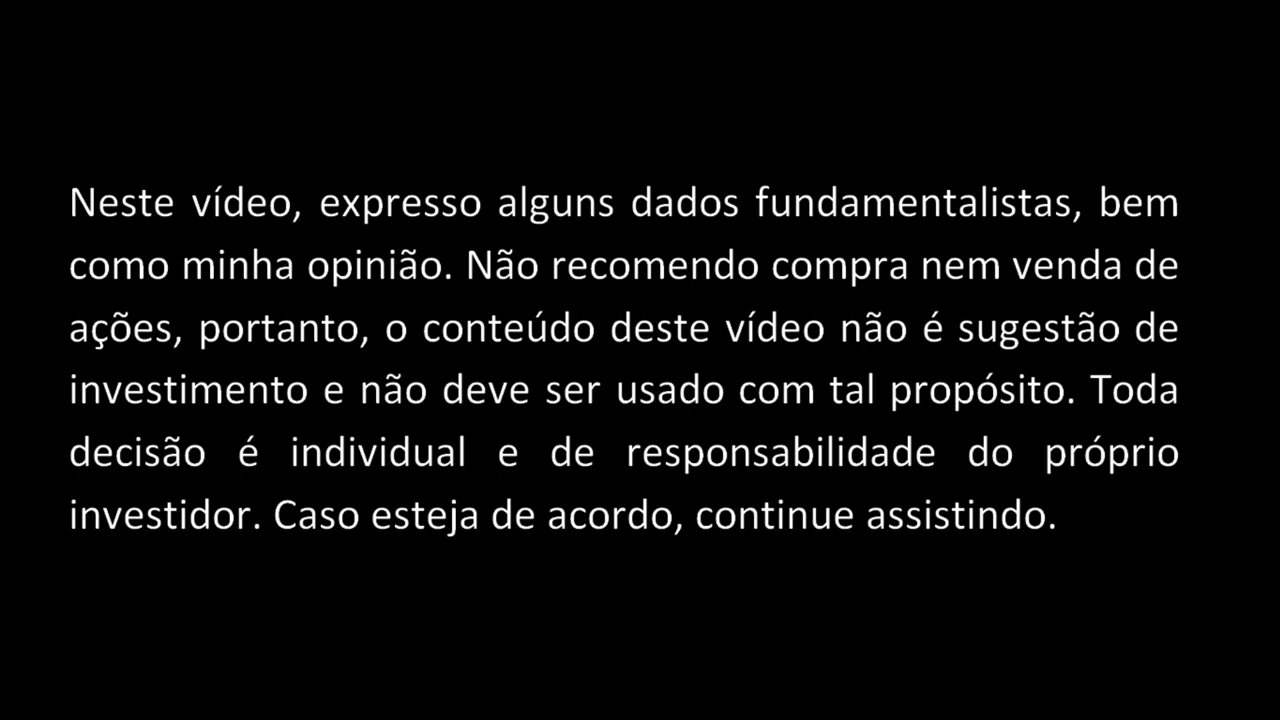 Neste vídeo, expresso alguns dados fundamentalistas, bem
como minha opinião. Não recomendo compra nem venda de
ações, portanto, o conteúdo deste vídeo não é sugestão de
investimento e não deve ser usado com tal propósito. Toda
decisão é individual e de responsabilidade do próprio
investidor. Caso esteja de acordo, continue assistindo.